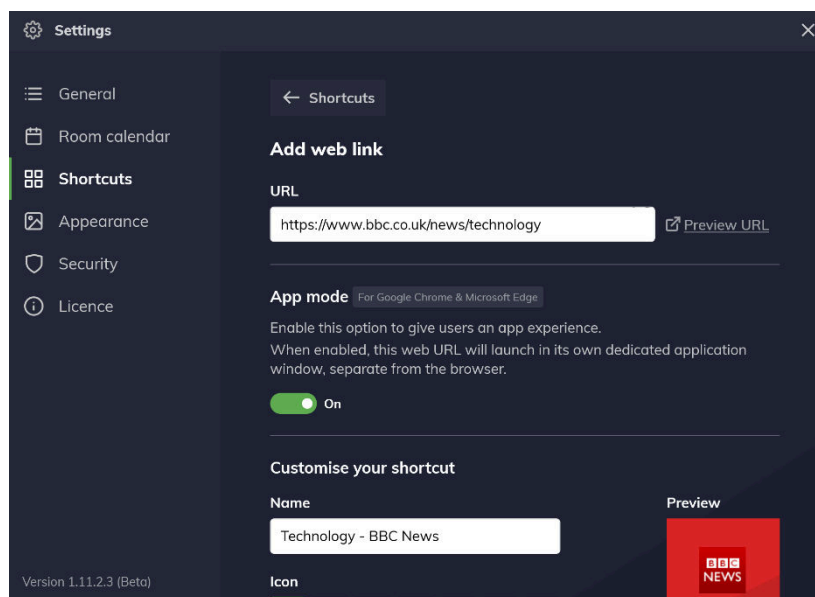 Settings
General
Room calendar
Shortcuts
Appearance
Security
Licence
Version 1.11.2.3 (Beta)
Shortcuts
Add web link
URL
https://www.bbc.co.uk/news/technology
Preview URL
App mode For Google Chrome & Microsoft Edge
Enable this option to give users an app experience.
When enabled, this web URL will launch in its own dedicated application
window, separate from the browser.
On
Customise your shortcut
Name
Technology - BBC News
Icon
Preview
BBC
NEWS